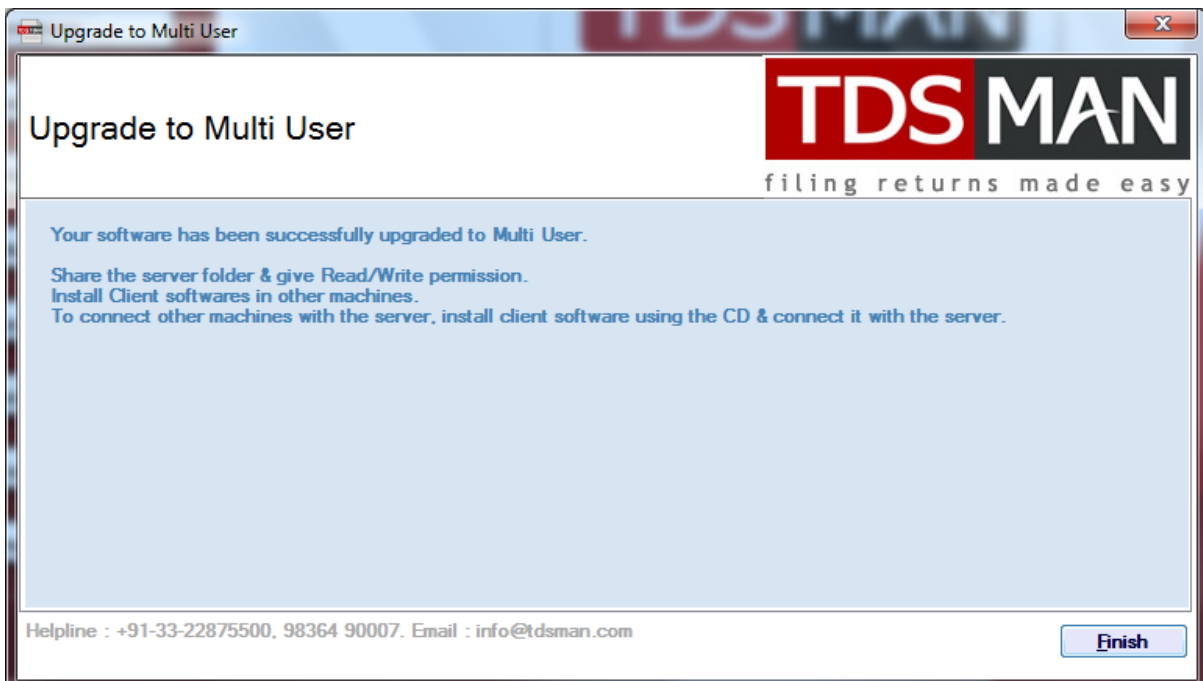 Upgrade to Multi User
Upgrade to Multi User
TDS MAN
filing returns made easy
Your software has been successfully upgraded to Multi User.
Share the server folder & give Read/Write permission.
Install Client softwares in other machines.
To connect other machines with the server, install client software using the CD & connect it with the server.
Helpline : +91-33-22875500, 98364 90007. Email : info@tdsman.com
Finish